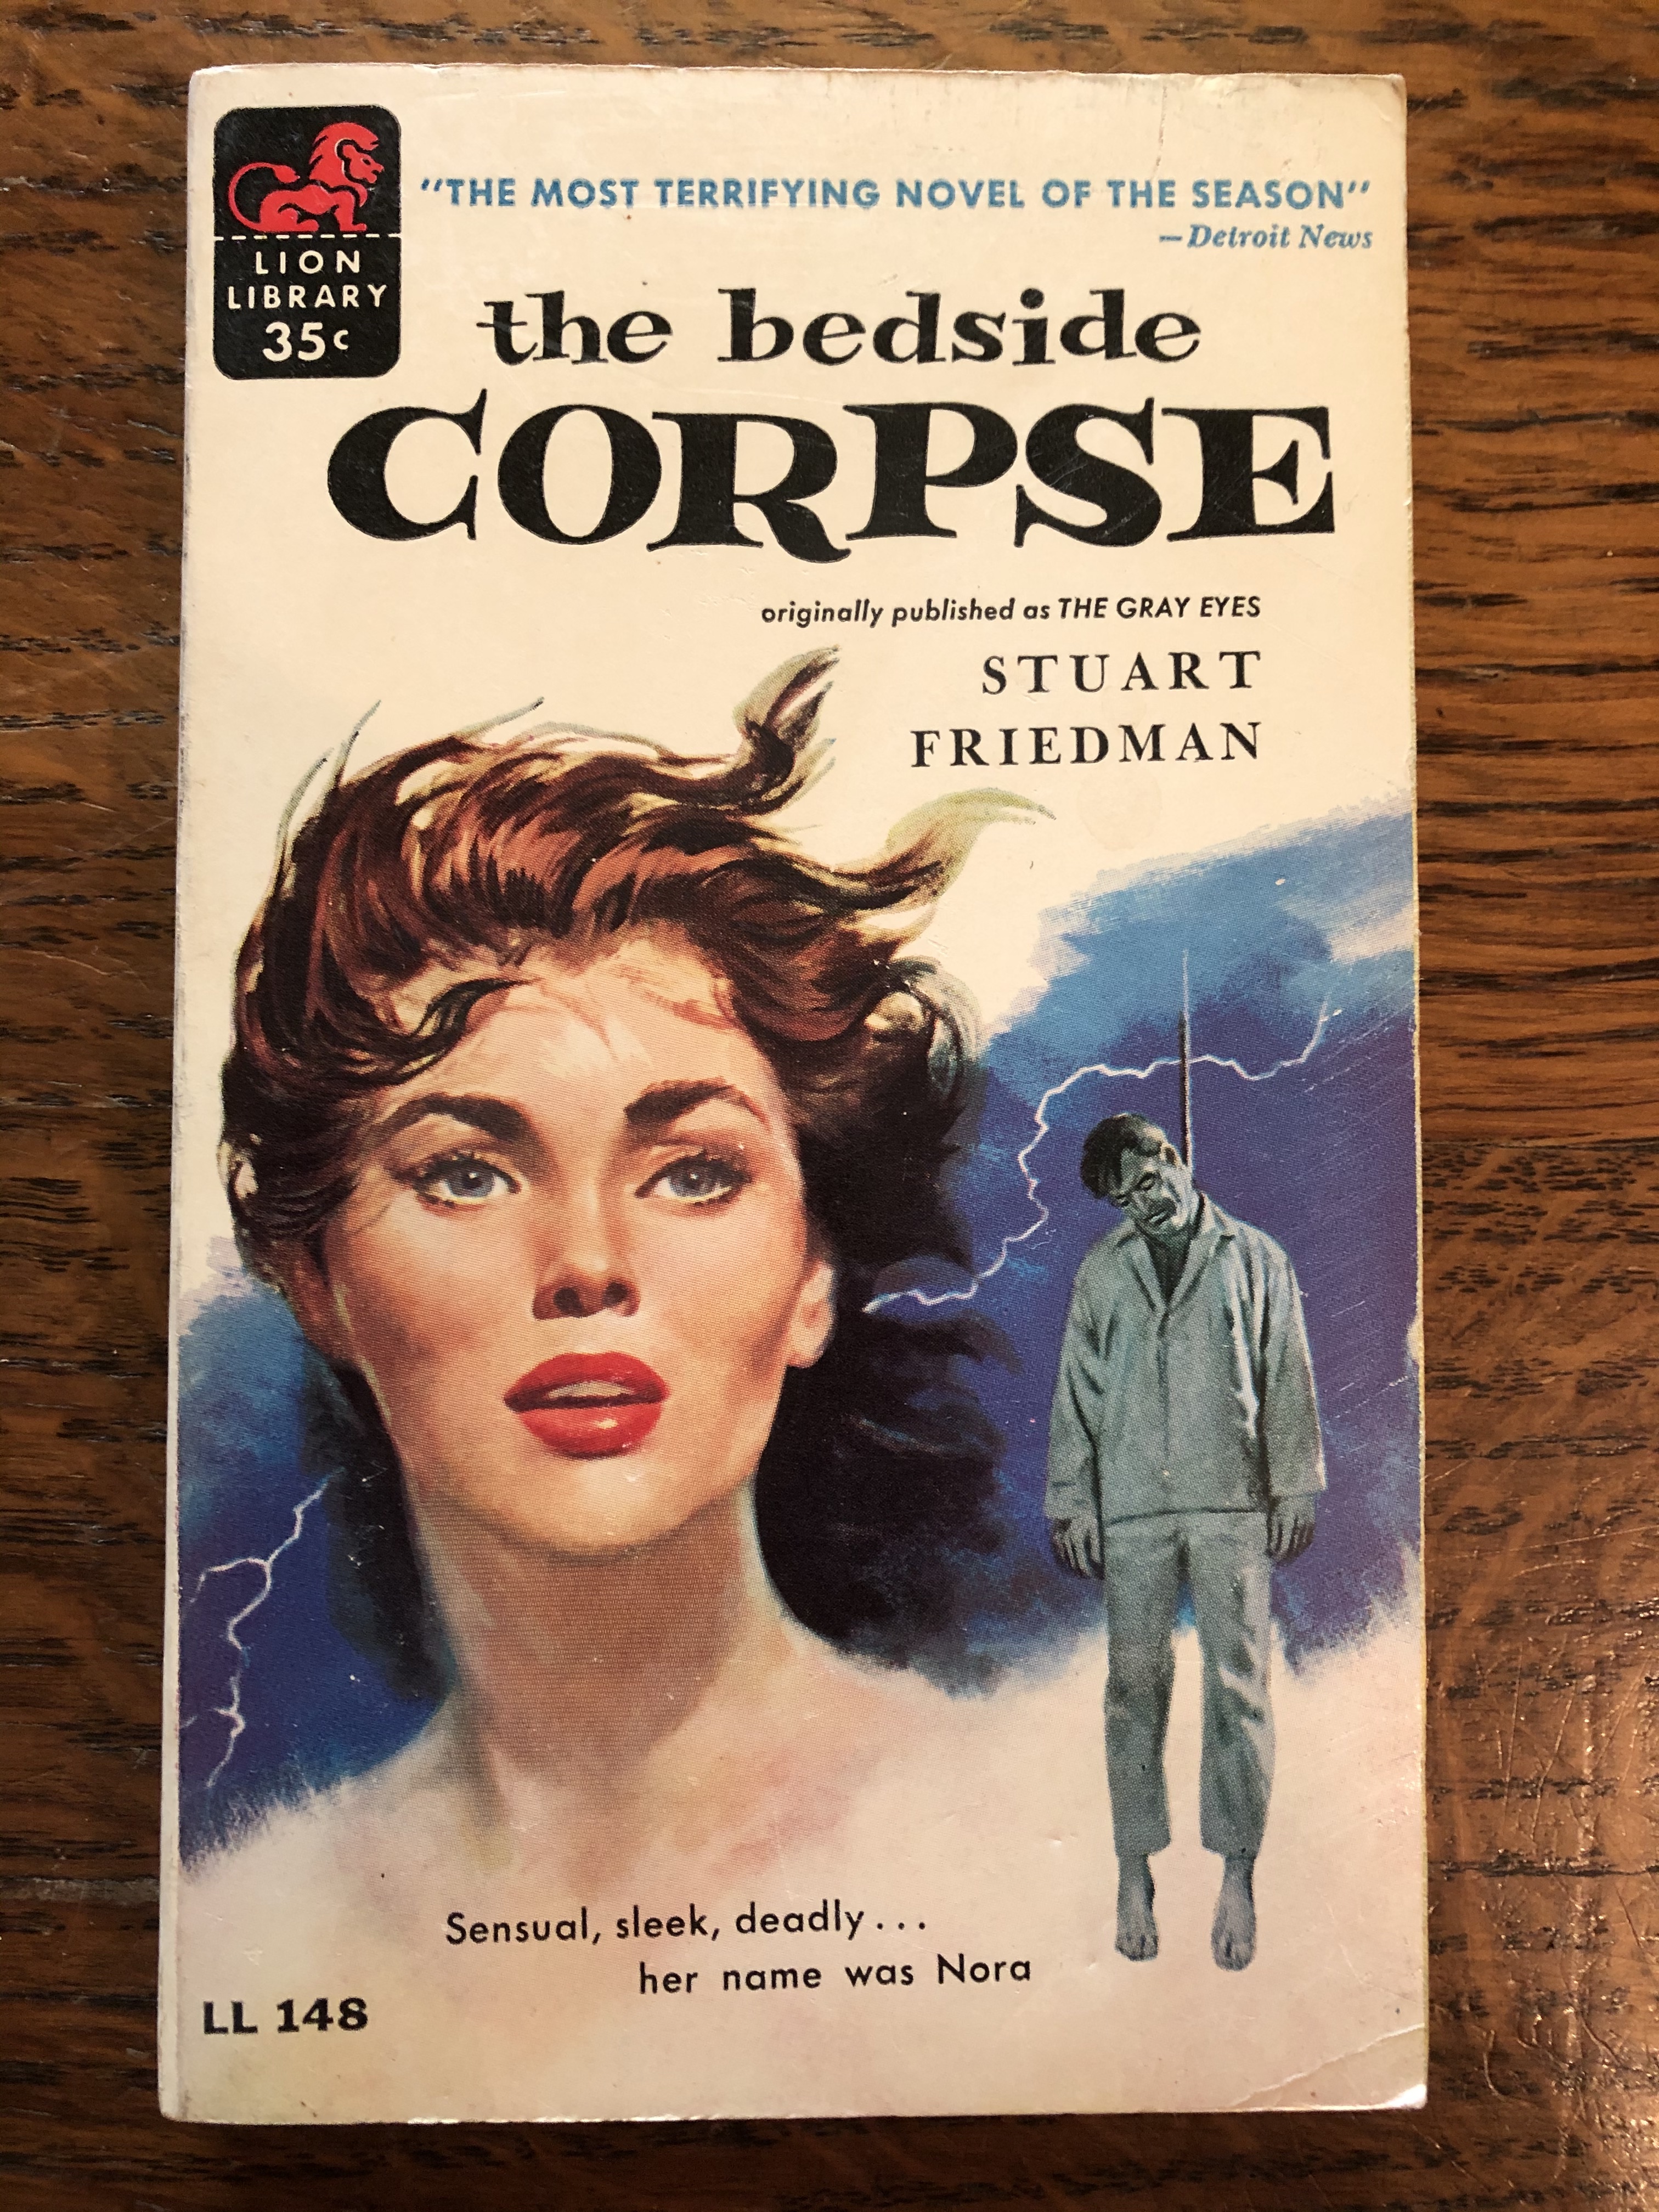 LION
LIBRARY
35c
"THE MOST TERRIFYING NOVEL OF THE SEASON"
—Detroit News
the bedside
CORPSE
originally published as THE GRAY EYES
STUART
FRIEDMAN
Sensual, sleek, deadly...
her name was Nora
LL 148